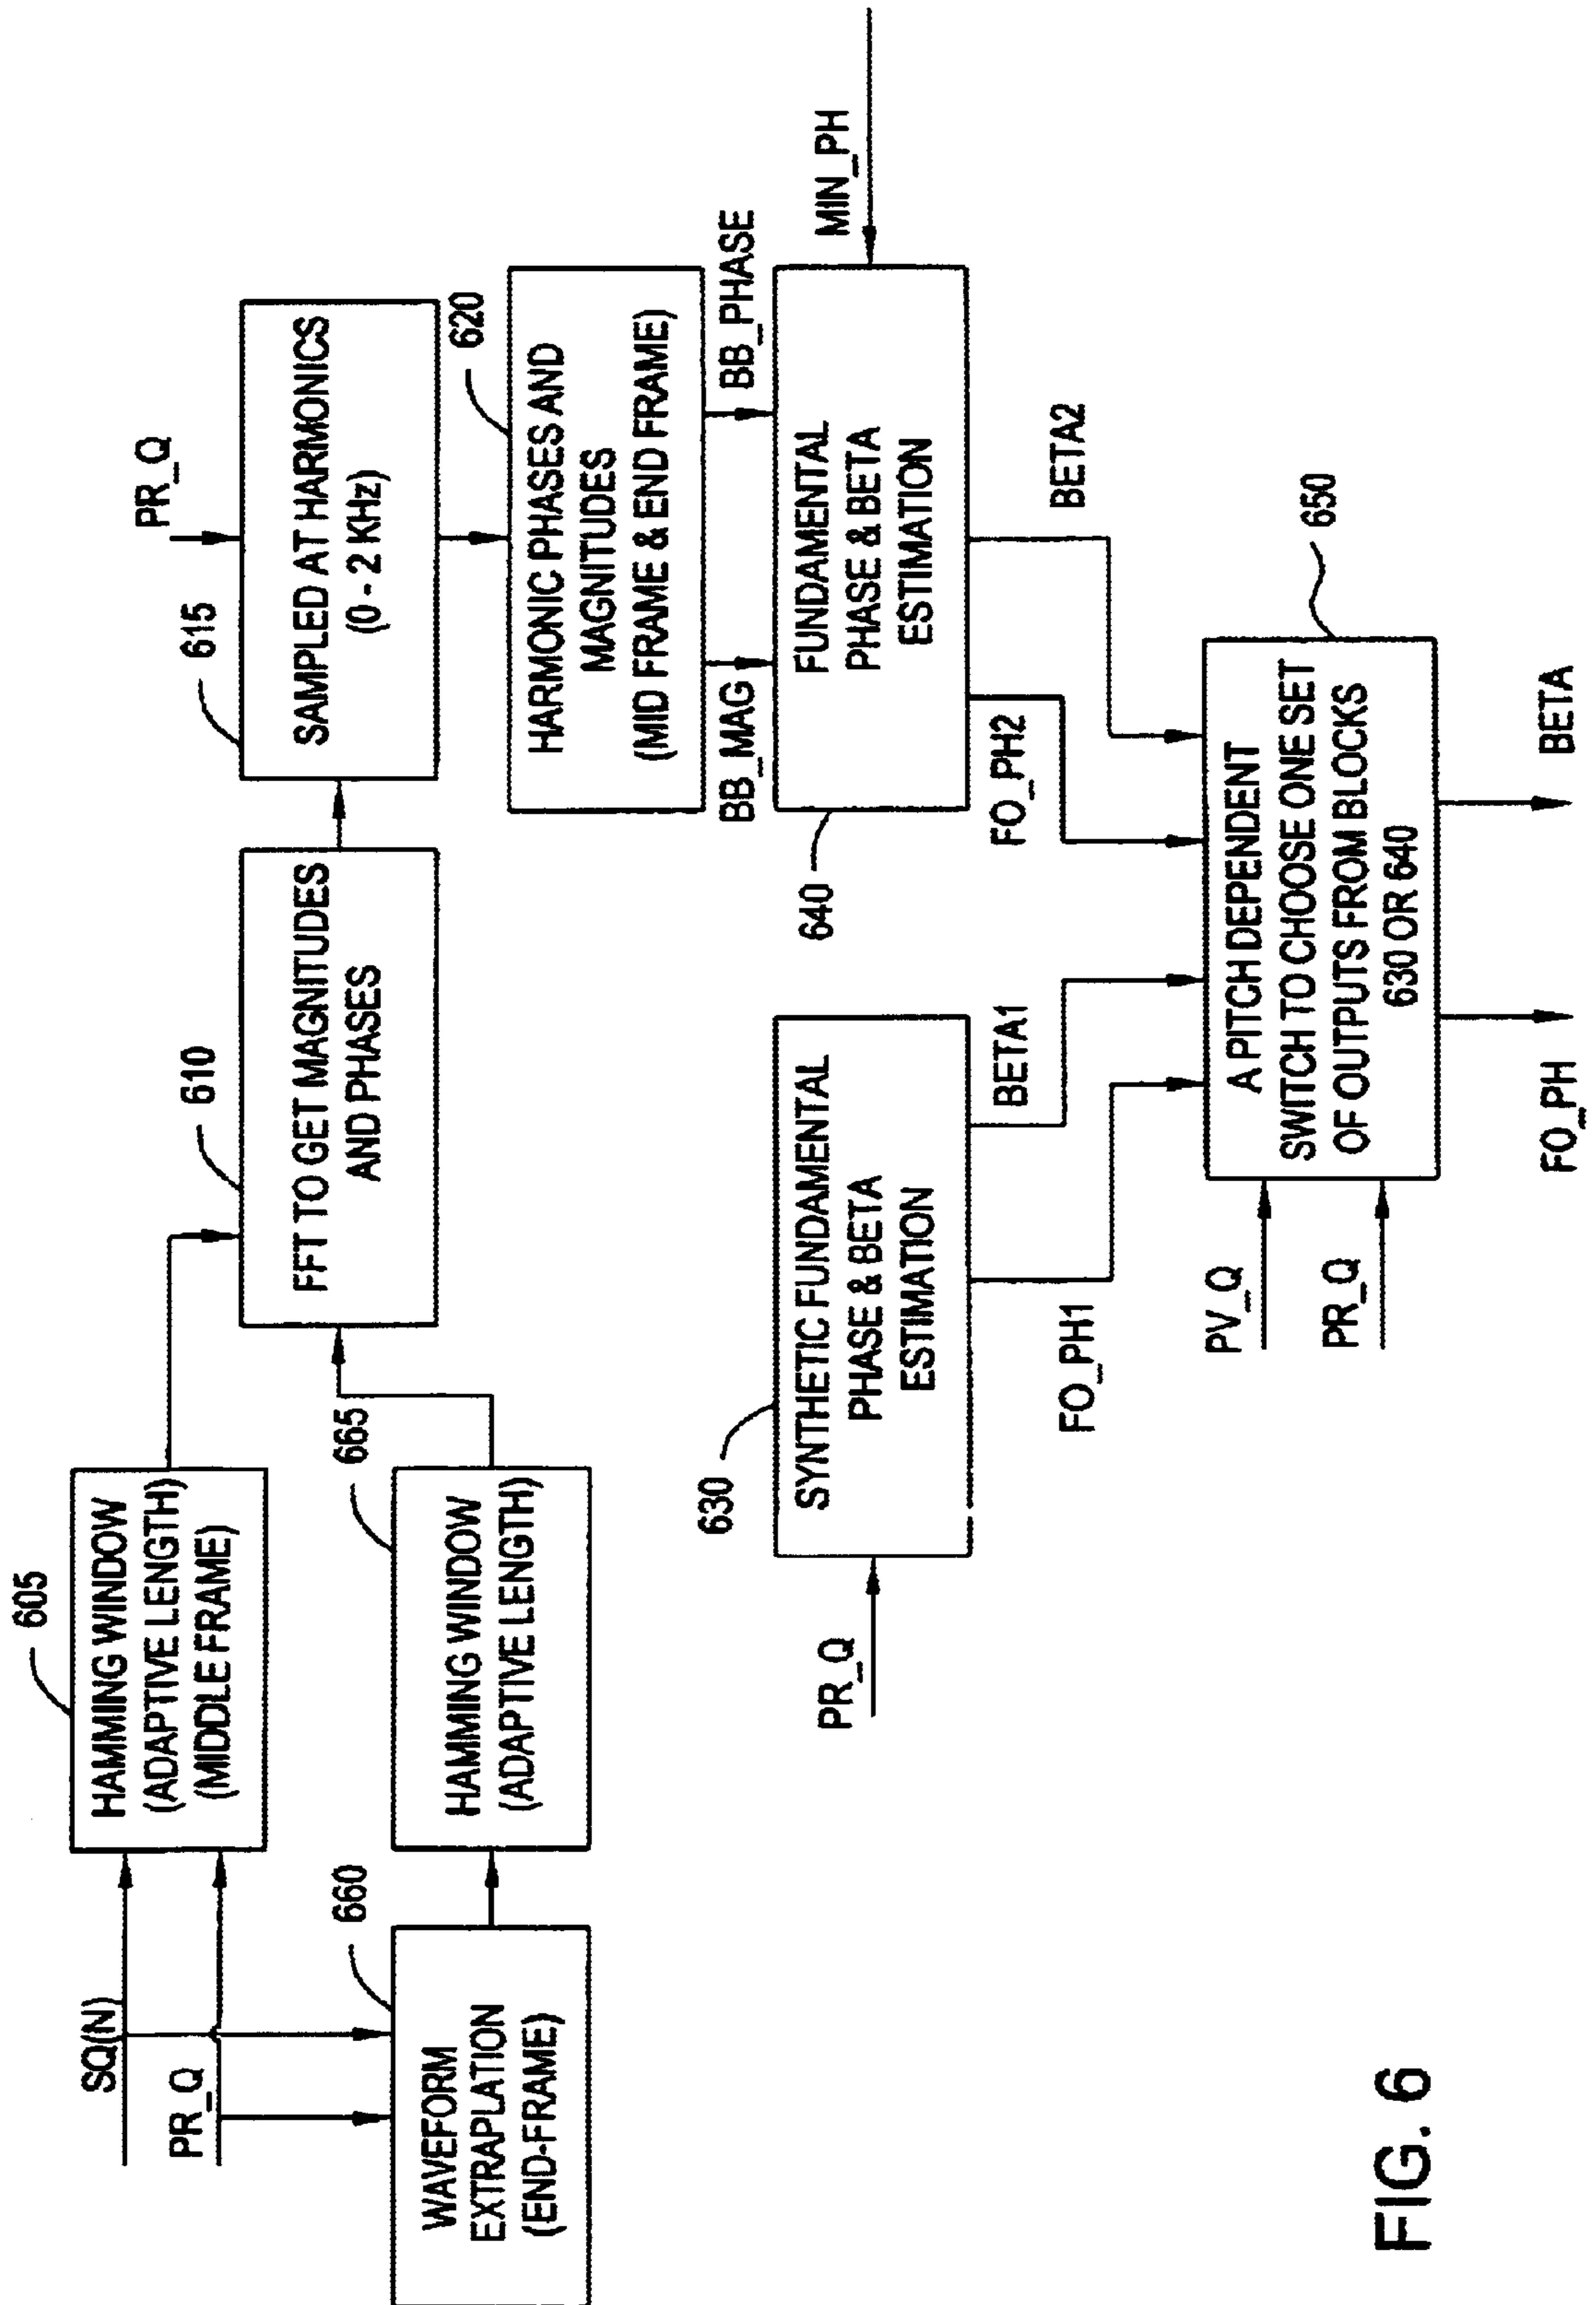 605
HAMMING WINDOW
(ADAPTIVE LENGTH)
(MIDDLE FRAME)
SQ(N)
PR_Q
660
WAVEFORM
EXTRAPLATION
(END-FRAME)
665
HAMMING WINDOW
(ADAPTIVE LENGTH)
610
FFT TO GET MAGNITUDES
AND PHASES
615
PR_Q
SAMPLED AT HARMONICS
(0 - 2 KHz)
620
HARMONIC PHASES AND
MAGNITUDES
(MID FRAME & END FRAME)
BB_MAG
BB_PHASE
640
FUNDAMENTAL
PHASE & BETA
ESTIMATION
MIN_PH
630
SYNTHETIC FUNDAMENTAL
PHASE & BETA
ESTIMATION
PR_Q
FO_PH1
BETA1
FO_PH2
BETA2
650
A PITCH DEPENDENT
SWITCH TO CHOOSE ONE SET
OF OUTPUTS FROM BLOCKS
630 OR 640
PV_Q
PR_Q
FO_PH
BETA
FIG. 6